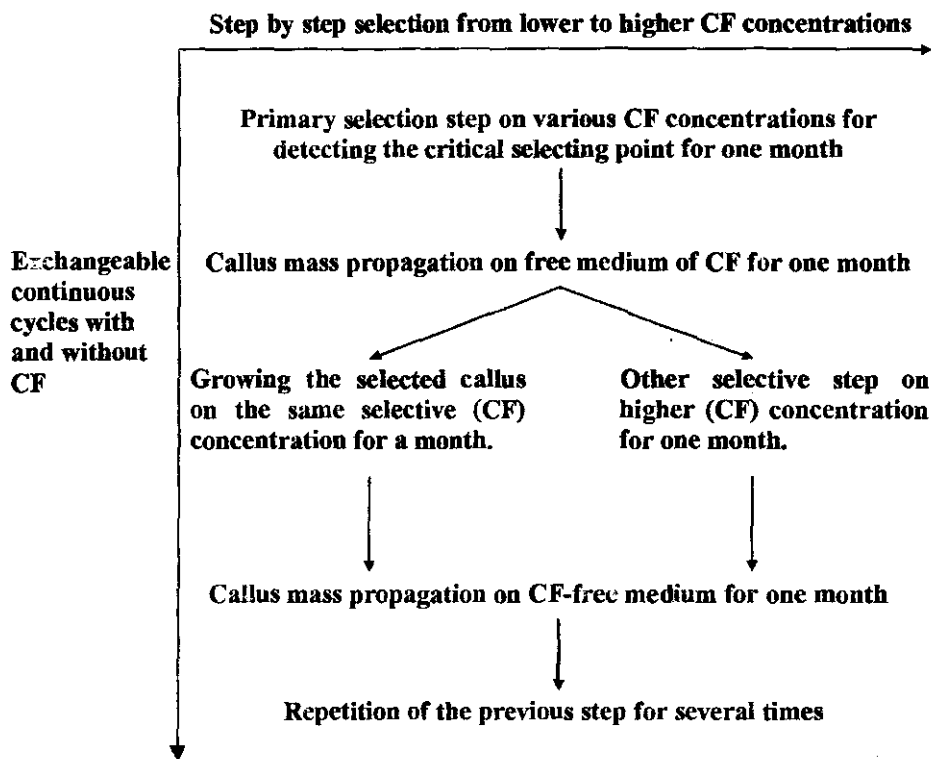 Step by step selection from lower to higher CF concentrations
Primary selection step on various CF concentrations for
detecting the critical selecting point for one month
Exchangeable
continuous
cycles with
and without
CF
Callus mass propagation on free medium of CF for one month
Growing the selected callus
on the same selective (CF)
concentration for a month.
Other selective step on
higher (CF) concentration
for one month.
Callus mass propagation on CF-free medium for one month
Repetition of the previous step for several times